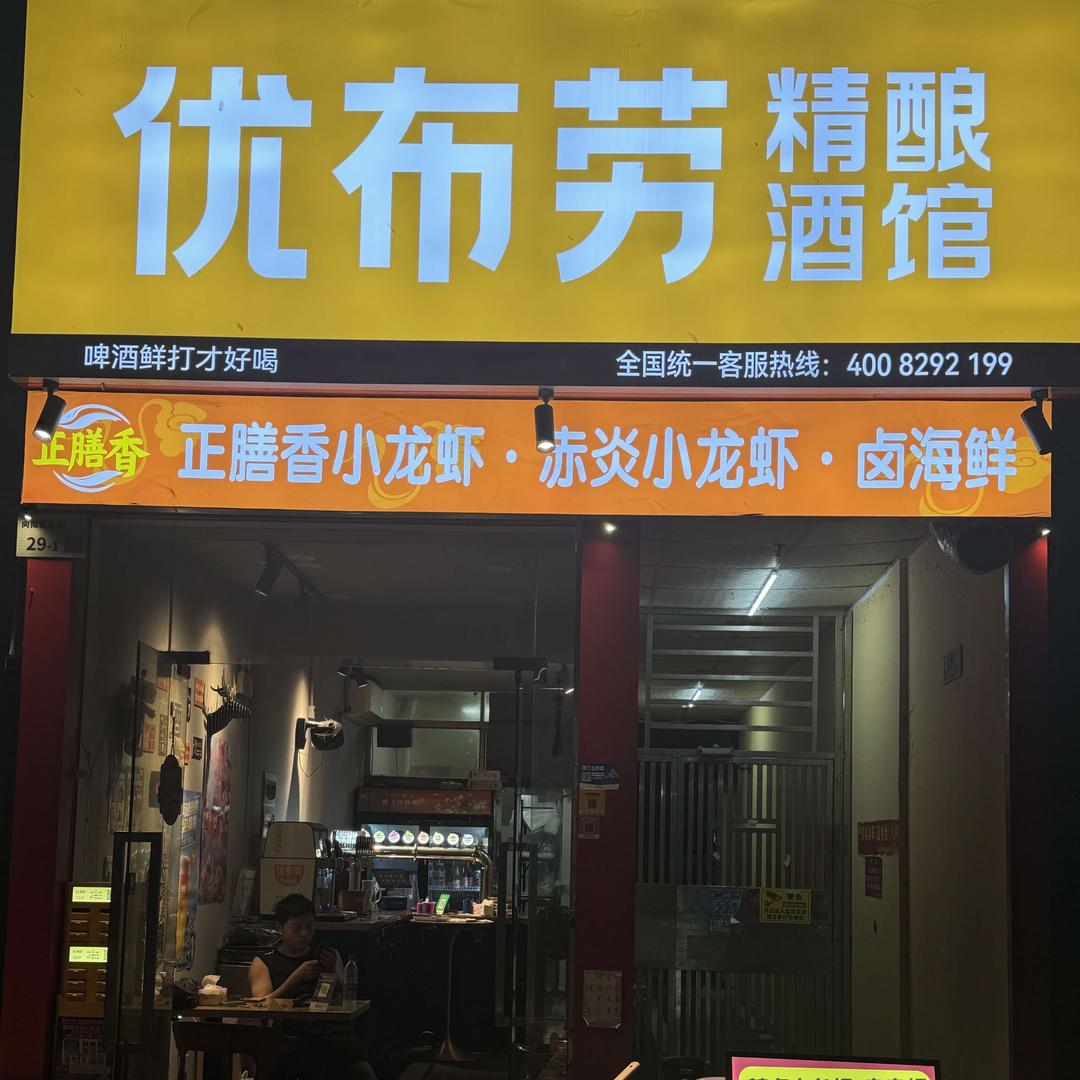 优布劳
精酿
酒馆
啤酒鲜打才好喝
全国统一客服热线：400 8292 199
正膳香
正膳香小龙虾·赤炎小龙虾·卤海鲜
29-1
警告